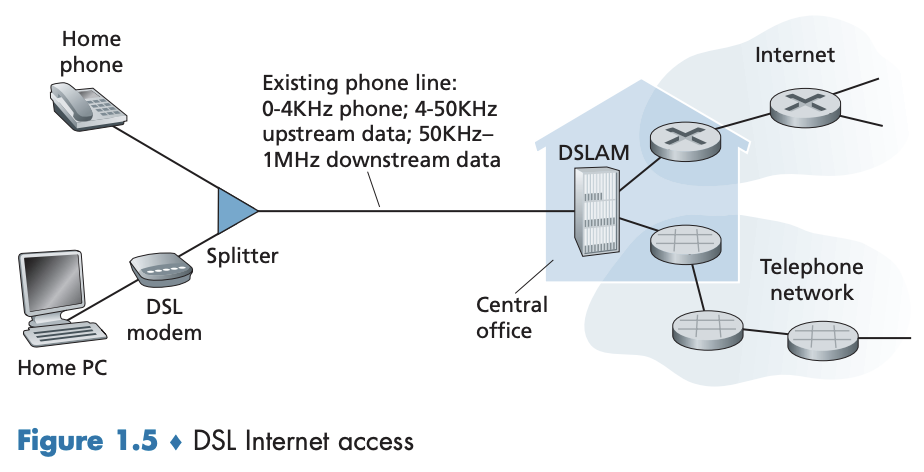 Home
phone
Existing phone line:
0-4KHz phone; 4-50KHz
upstream data; 50KHz–
1MHz downstream data
Internet
DSLAM
Splitter
Telephone
network
DSL
modem
Central
office
Home PC
Figure 1.5 ♦ DSL Internet access